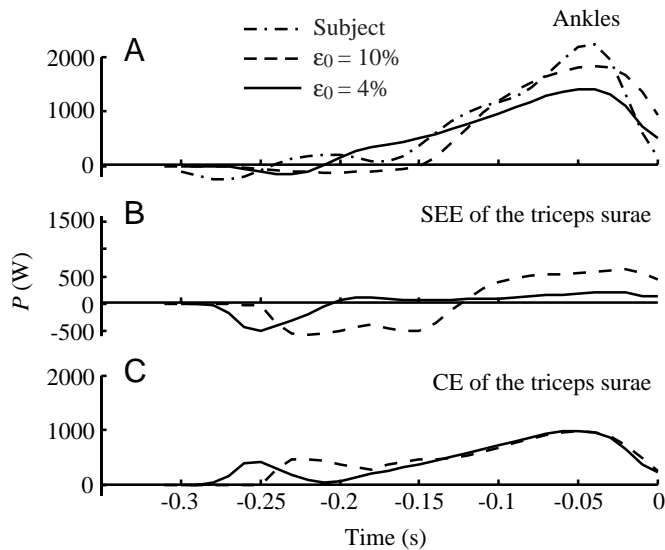 A
Subject
ε0 = 10%
ε0 = 4%
Ankles
2000
1000
0
B
SEE of the triceps surae
1500
500
0
-500
P (W)
C
CE of the triceps surae
2000
1000
0
-0.3
-0.25
-0.2
-0.15
-0.1
-0.05
0
Time (s)